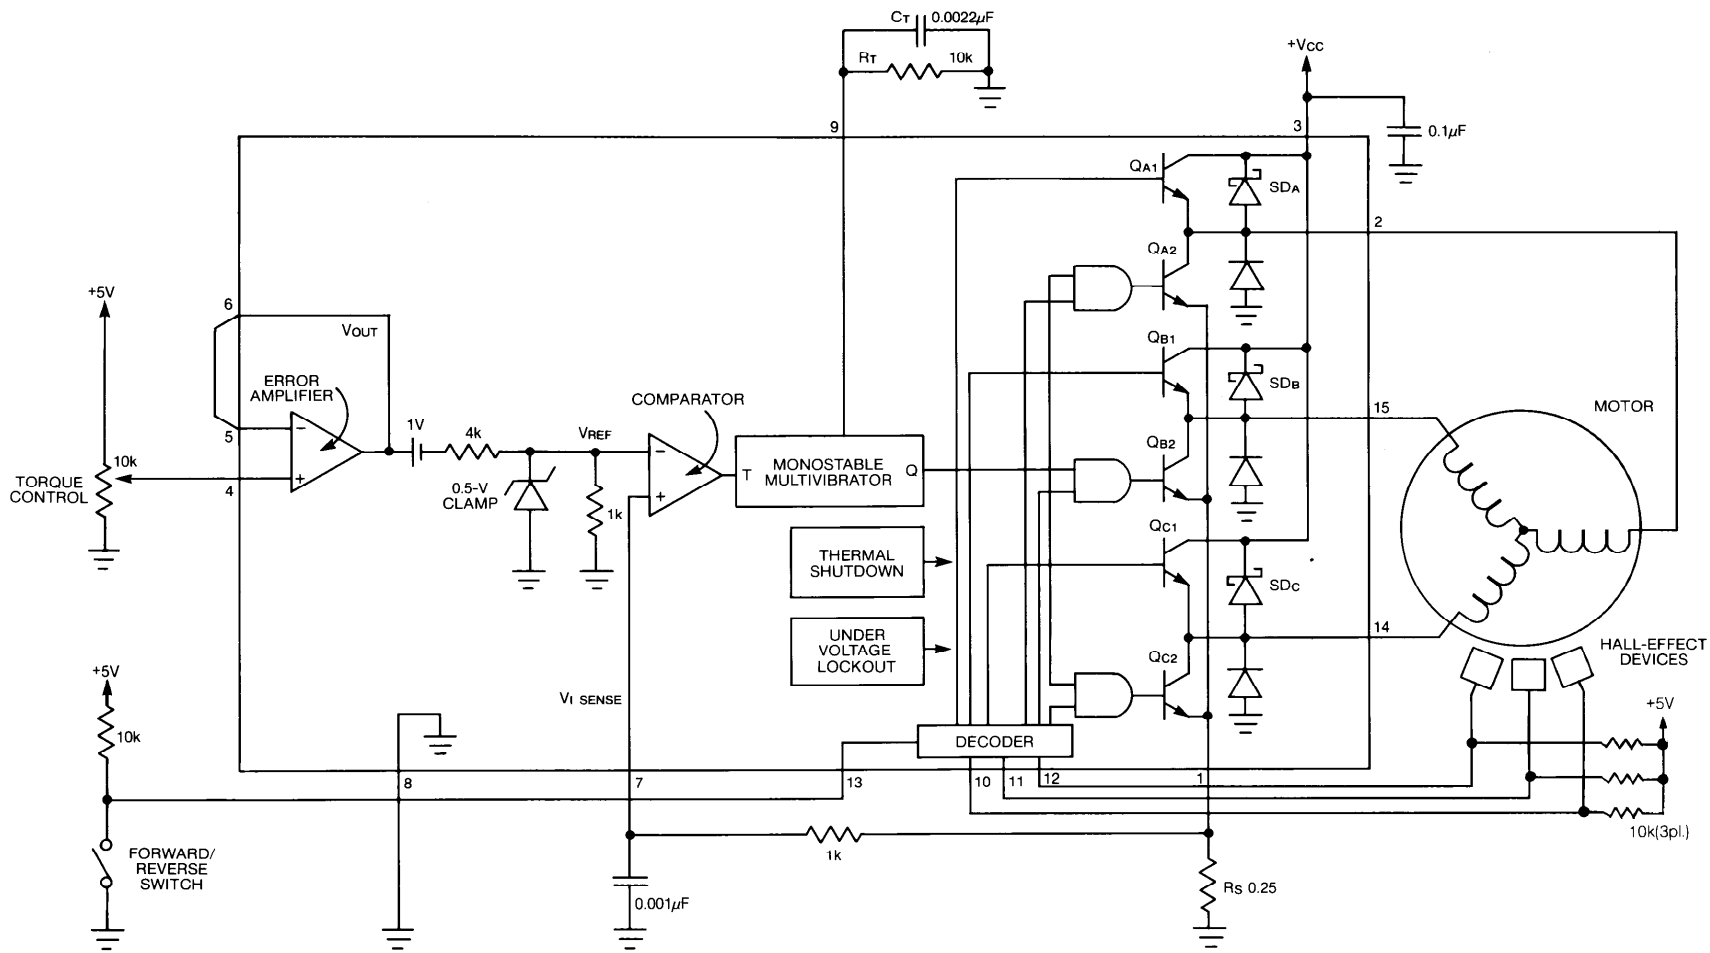 CT 0.0022µF
RT 10k
+VCC
9
3
0.1µF
QA1
SDA
2
QA2
+5V
6
VOUT
QB1
ERROR
AMPLIFIER
SDB
COMPARATOR
15
MOTOR
1V
5
4k
VREF
QB2
10k
TORQUE
CONTROL
4
−
+
0.5-V
CLAMP
1k
−
+
T
MONOSTABLE
MULTIVIBRATOR
Q
QC1
THERMAL
SHUTDOWN
SDC
UNDER
VOLTAGE
LOCKOUT
14
QC2
HALL-EFFECT
DEVICES
+5V
VI SENSE
+5V
10k
DECODER
8
7
13
10
11
12
1
10k(3pl.)
1k
FORWARD/
REVERSE
SWITCH
0.001µF
RS 0.25